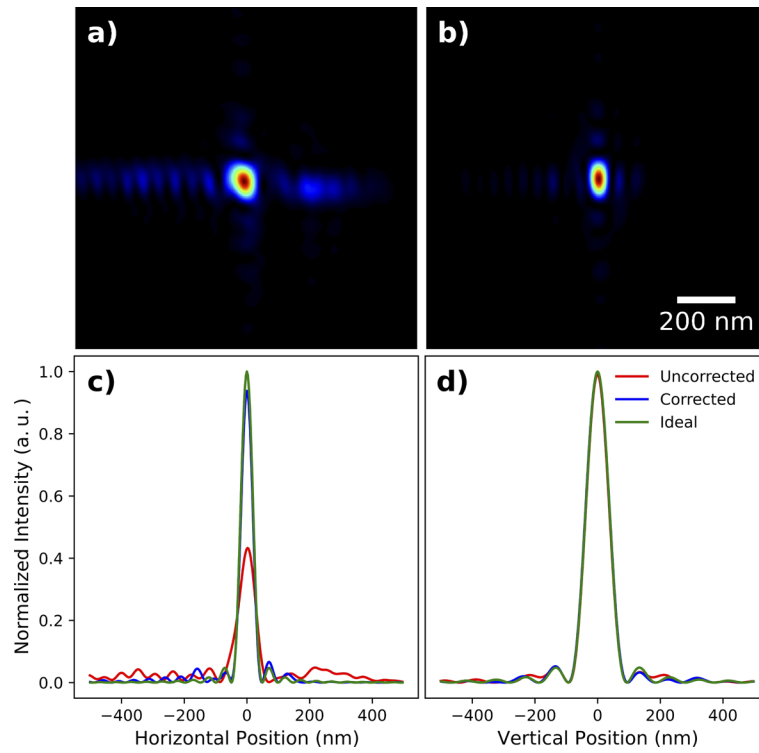 a)
b)
200 nm
c)
d)
Uncorrected
Corrected
Ideal
Normalized Intensity (a. u.)
1.0
0.8
0.6
0.4
0.2
0.0
−400 −200 0 200 400
−400 −200 0 200 400
Horizontal Position (nm)
Vertical Position (nm)